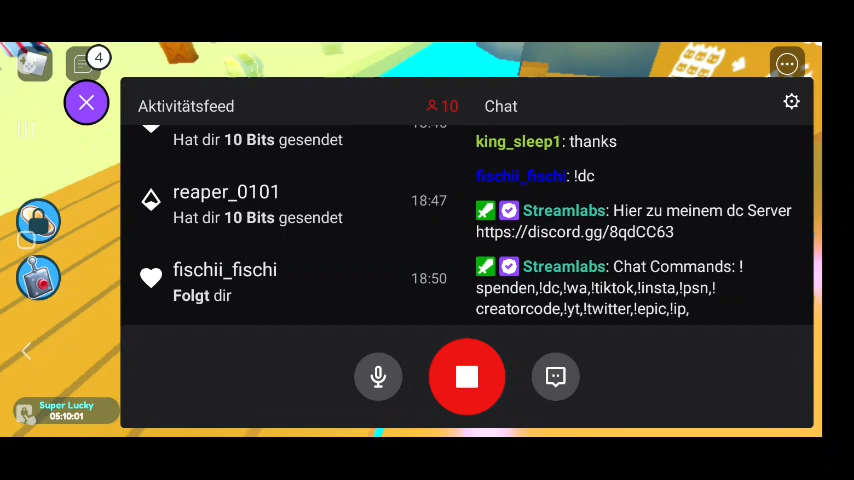 4
Aktivitätsfeed
10
Chat
Hat dir 10 Bits gesendet
reaper_0101
18:47
Hat dir 10 Bits gesendet
fischii_fischi
18:50
Folgt dir
king_sleep1: thanks
fischii_fischi: !dc
Streamlabs: Hier zu meinem dc Server
https://discord.gg/8qdCC63
Streamlabs: Chat Commands: !
spenden,!dc,!wa,!tiktok,!insta,!psn,!
creatorcode,!yt,!twitter,!epic,!ip,
Super Lucky
05:10:01